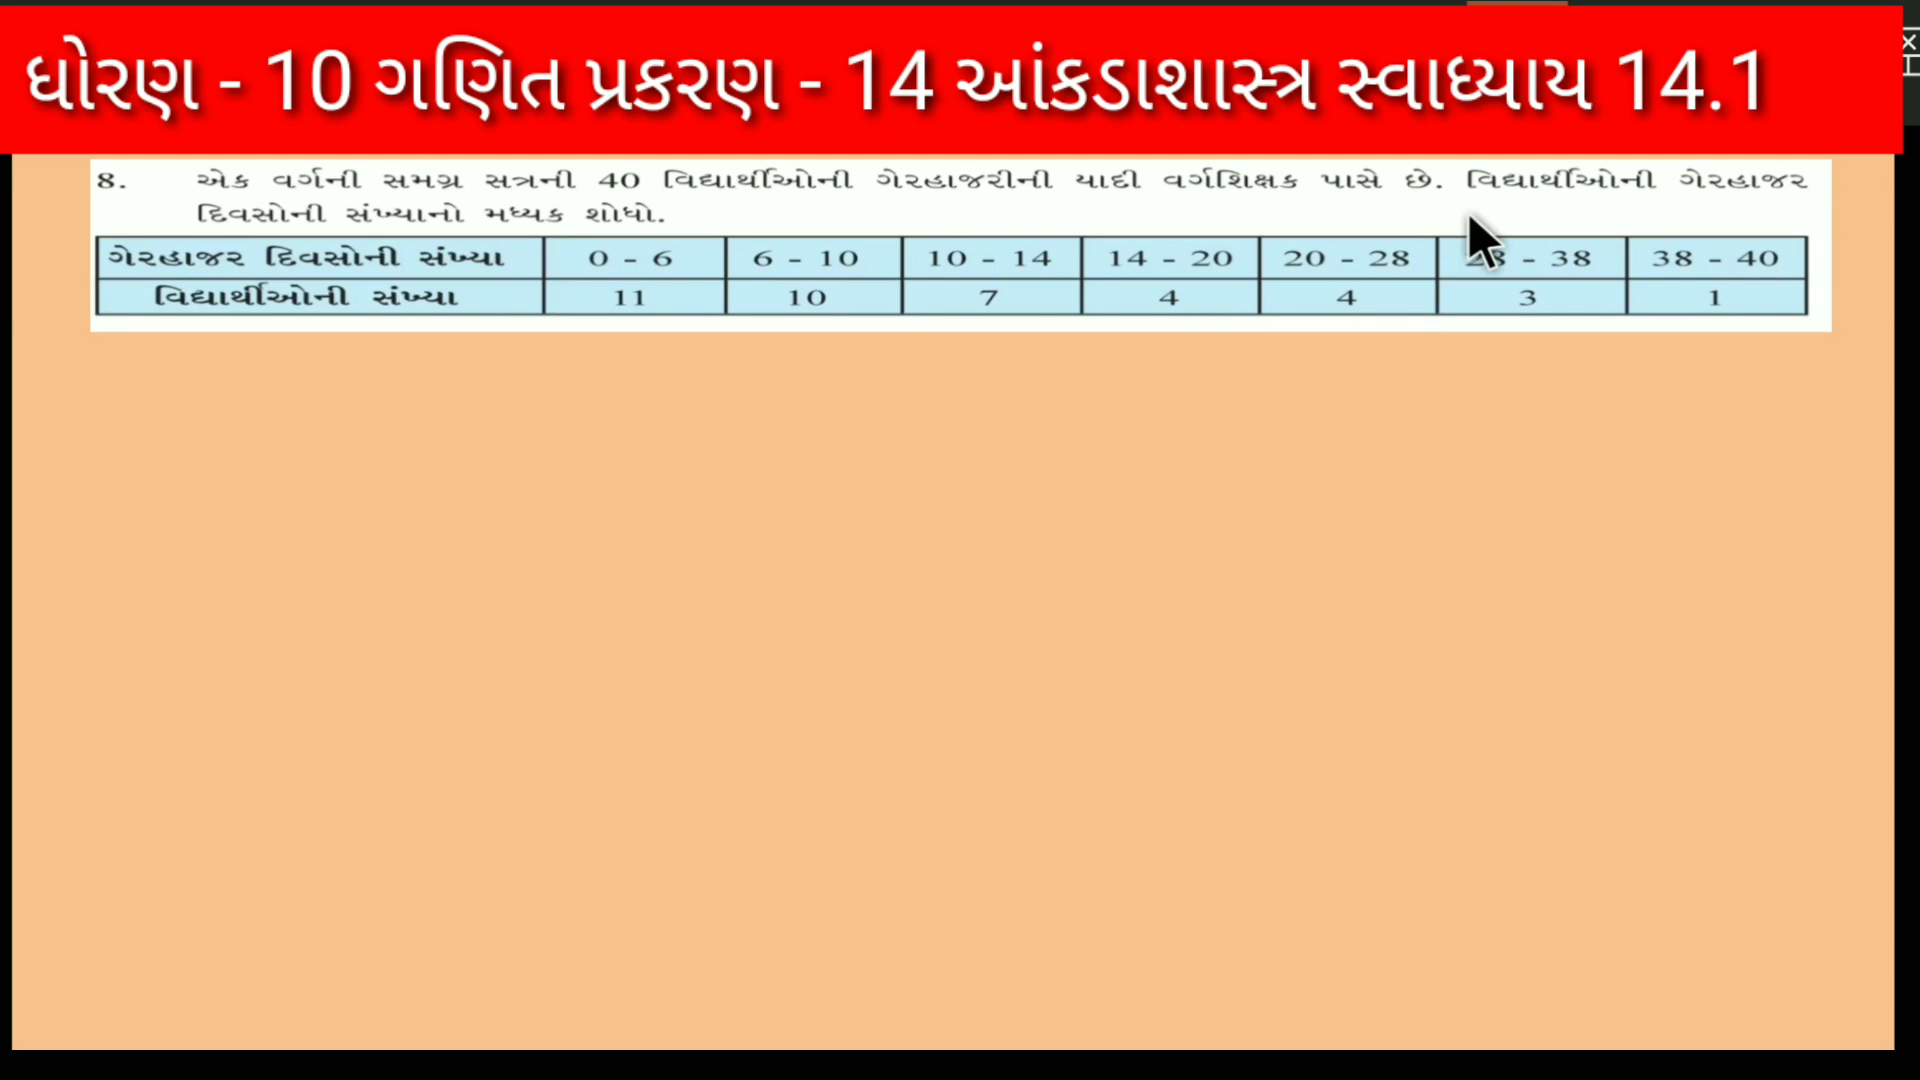 ધોરણ - 10 ગણિત પ્રકરણ - 14 આંકડાશાસ્ત્ર સ્વાધ્યાય 14.1
8. એક વર્ગની સમગ્ર સત્રની 40 વિદ્યાર્થીઓની ગેરહાજરીની યાદી વર્ગશિક્ષક પાસે છે. વિદ્યાર્થીઓની ગેરહાજર
દિવસોની સંખ્યાનો મધ્યક શોધો.
ગેરહાજર દિવસોની સંખ્યા 0 - 6 6 - 10 10 - 14 14 - 20 20 - 28 28 - 38 38 - 40
વિદ્યાર્થીઓની સંખ્યા 11 10 7 4 4 3 1